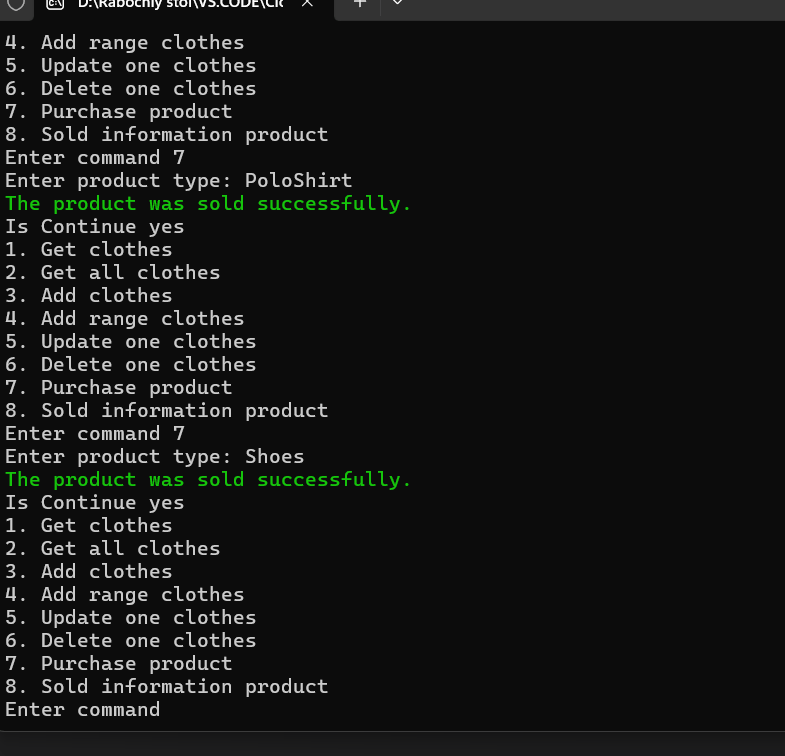 D:\Rabochiy stol\VS.CODE\Clo
4. Add range clothes
5. Update one clothes
6. Delete one clothes
7. Purchase product
8. Sold information product
Enter command 7
Enter product type: PoloShirt
The product was sold successfully.
Is Continue yes
1. Get clothes
2. Get all clothes
3. Add clothes
4. Add range clothes
5. Update one clothes
6. Delete one clothes
7. Purchase product
8. Sold information product
Enter command 7
Enter product type: Shoes
The product was sold successfully.
Is Continue yes
1. Get clothes
2. Get all clothes
3. Add clothes
4. Add range clothes
5. Update one clothes
6. Delete one clothes
7. Purchase product
8. Sold information product
Enter command